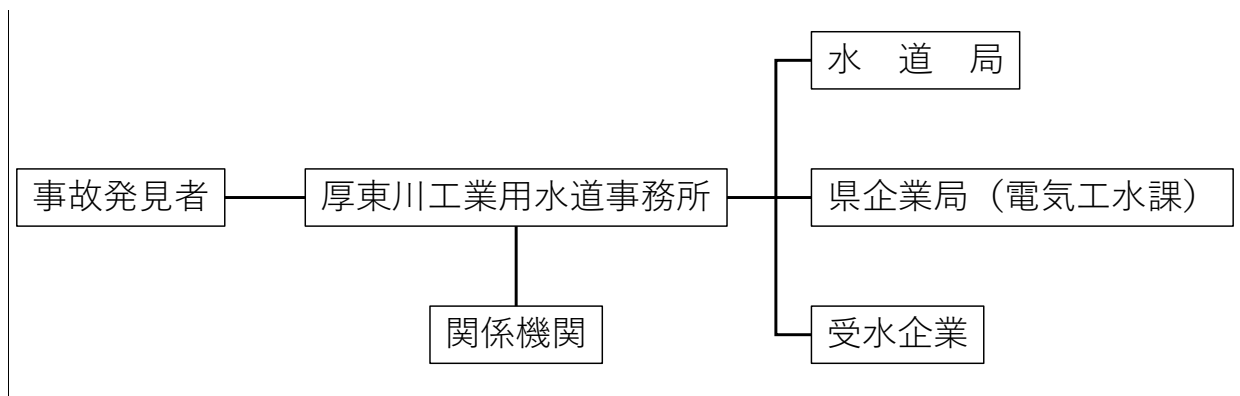 水　道　局
事故発見者
厚東川工業用水道事務所
県企業局（電気工水課）
関係機関
受水企業